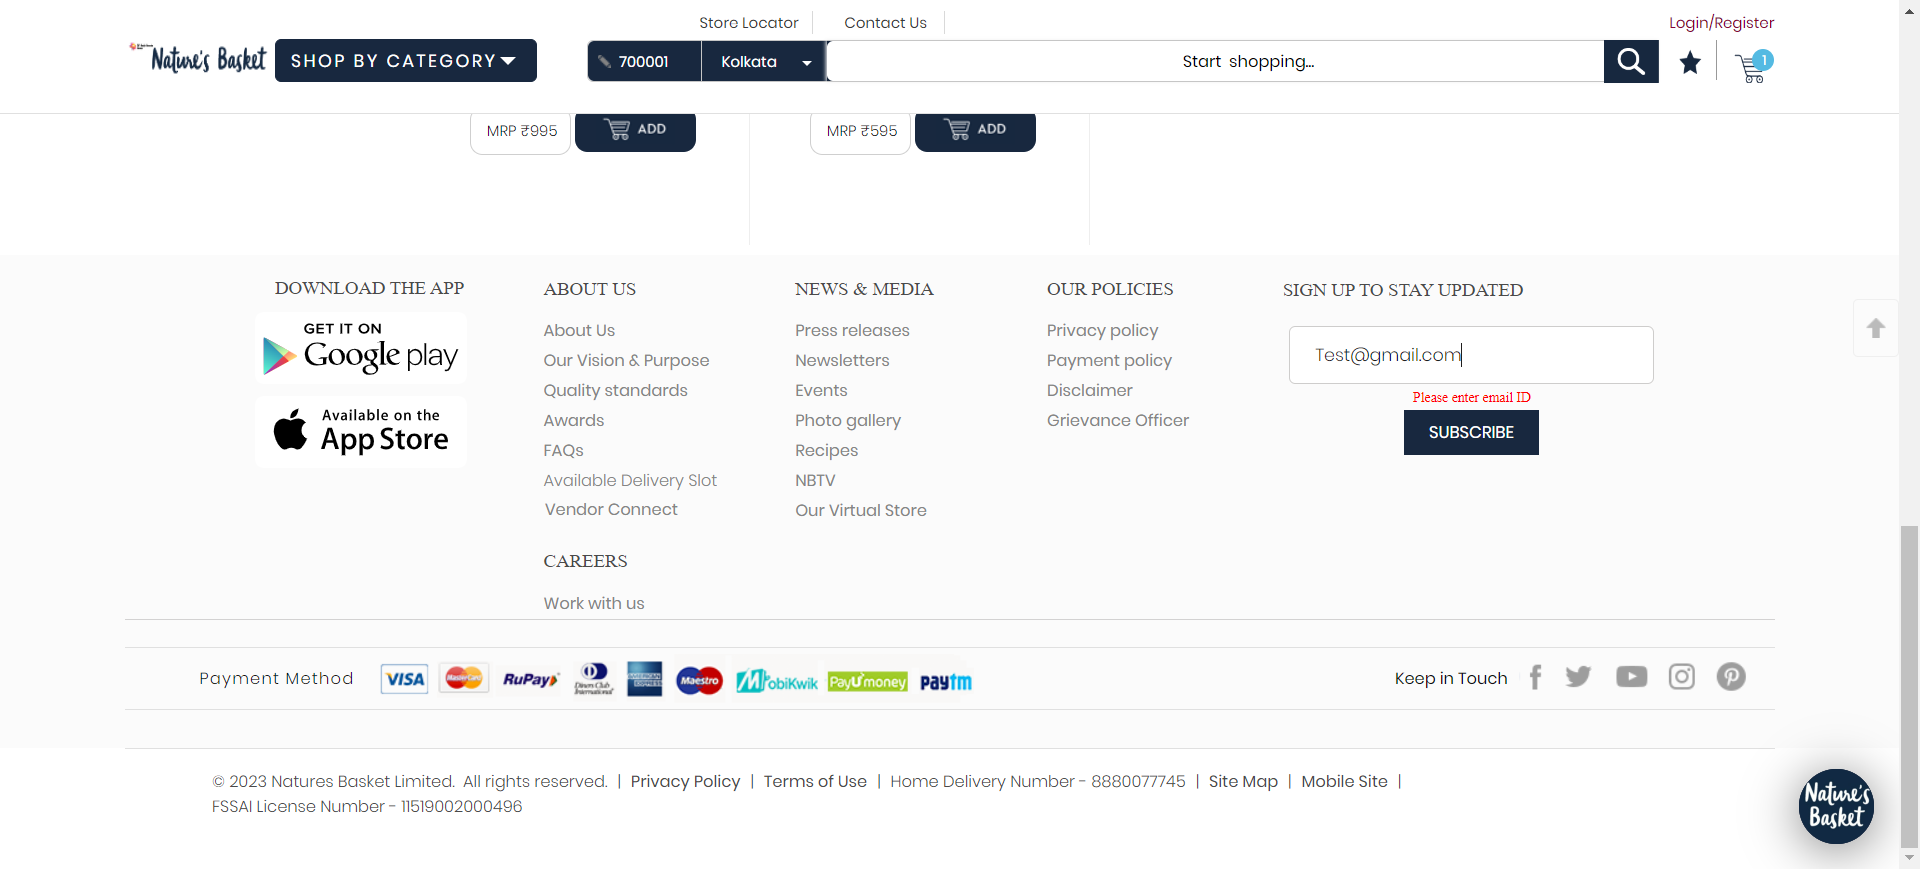 Store Locator
Contact Us
Login/Register
Nature's Basket
SHOP BY CATEGORY
700001
Kolkata
Start shopping...
1
MRP ₹995
ADD
MRP ₹595
ADD
DOWNLOAD THE APP
GET IT ON
Google play
Available on the
App Store
ABOUT US
About Us
Our Vision & Purpose
Quality standards
Awards
FAQs
Available Delivery Slot
Vendor Connect
CAREERS
Work with us
NEWS & MEDIA
Press releases
Newsletters
Events
Photo gallery
Recipes
NBTV
Our Virtual Store
OUR POLICIES
Privacy policy
Payment policy
Disclaimer
Grievance Officer
SIGN UP TO STAY UPDATED
Test@gmail.com
Please enter email ID
SUBSCRIBE
Payment Method
VISA
MasterCard
RuPay
Diners Club
International
AMERICAN
EXPRESS
Maestro
MobiKwik
PayUmoney
paytm
Keep in Touch
© 2023 Natures Basket Limited. All rights reserved. | Privacy Policy | Terms of Use | Home Delivery Number - 8880077745 | Site Map | Mobile Site |
FSSAI License Number - 11519002000496
Nature's
Basket